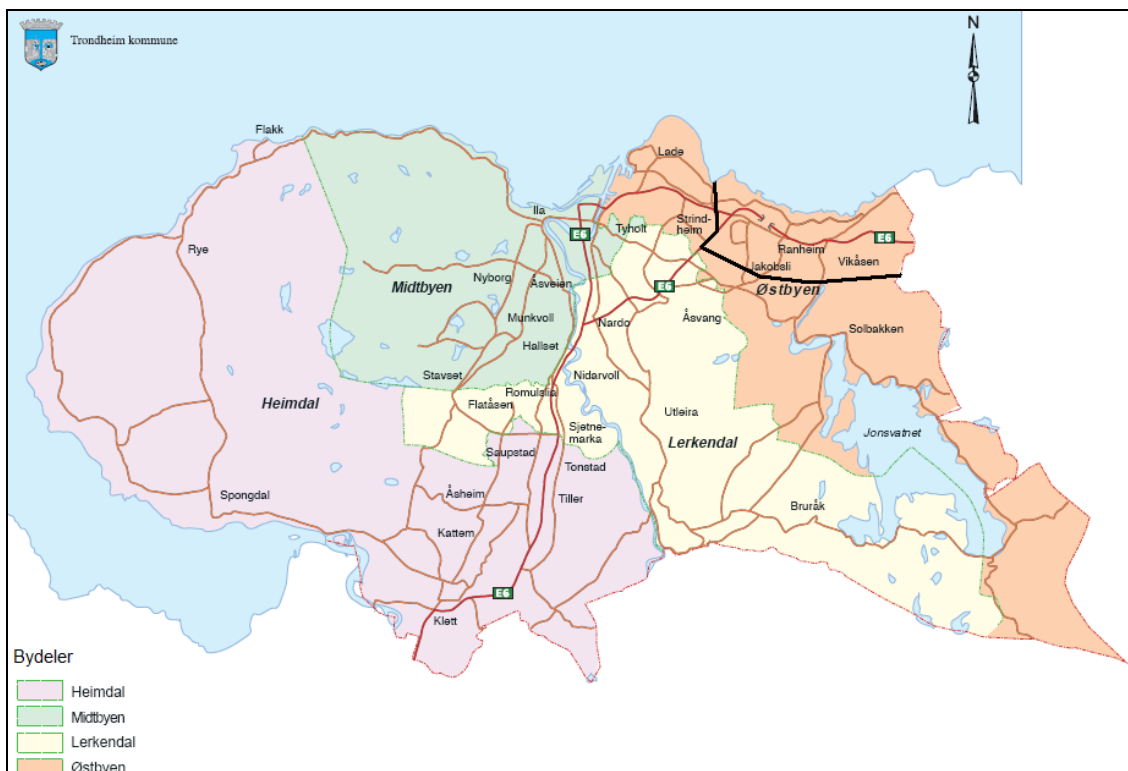 Trondheim kommune
N
Flakk
Lade
Ila
Strind-
heim
Tyholt
E6
Rye
Ranheim
E6
Vikåsen
Jakobsli
Nyborg
Åsveien
Midtbyen
E6
Østbyen
Munkvoll
Nardo
Åsvang
Solbakken
Hallset
Stavset
Nidarvoll
Romulslia
Heimdal
Flatåsen
Utleira
Sjetne-
marka
Lerkendal
Jonsvatnet
Saupstad
Tonstad
Spongdal
Åsheim
Tiller
Bruråk
Kattem
E6
Klett
Bydeler
Heimdal
Midtbyen
Lerkendal
Østbyen